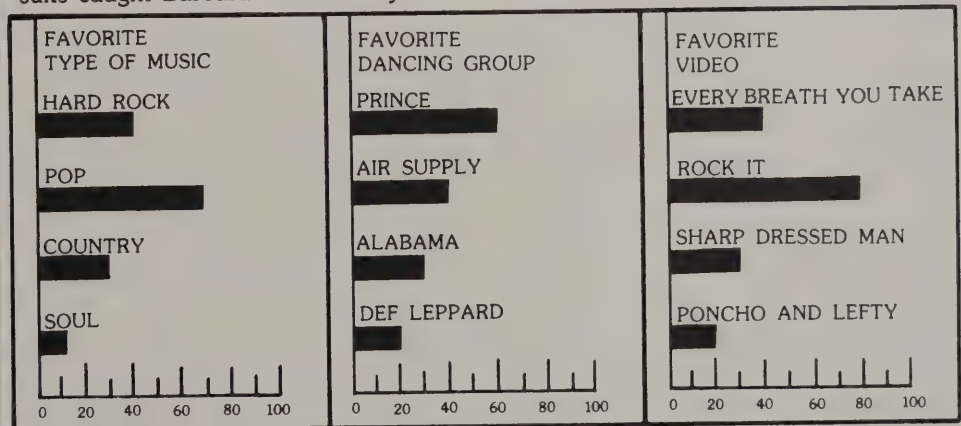 FAVORITE
TYPE OF MUSIC
HARD ROCK
POP
COUNTRY
SOUL
0 20 40 60 80 100
FAVORITE
DANCING GROUP
PRINCE
AIR SUPPLY
ALABAMA
DEF LEPPARD
0 20 40 60 80 100
FAVORITE
VIDEO
EVERY BREATH YOU TAKE
ROCK IT
SHARP DRESSED MAN
PONCHO AND LEFTY
0 20 40 60 80 100